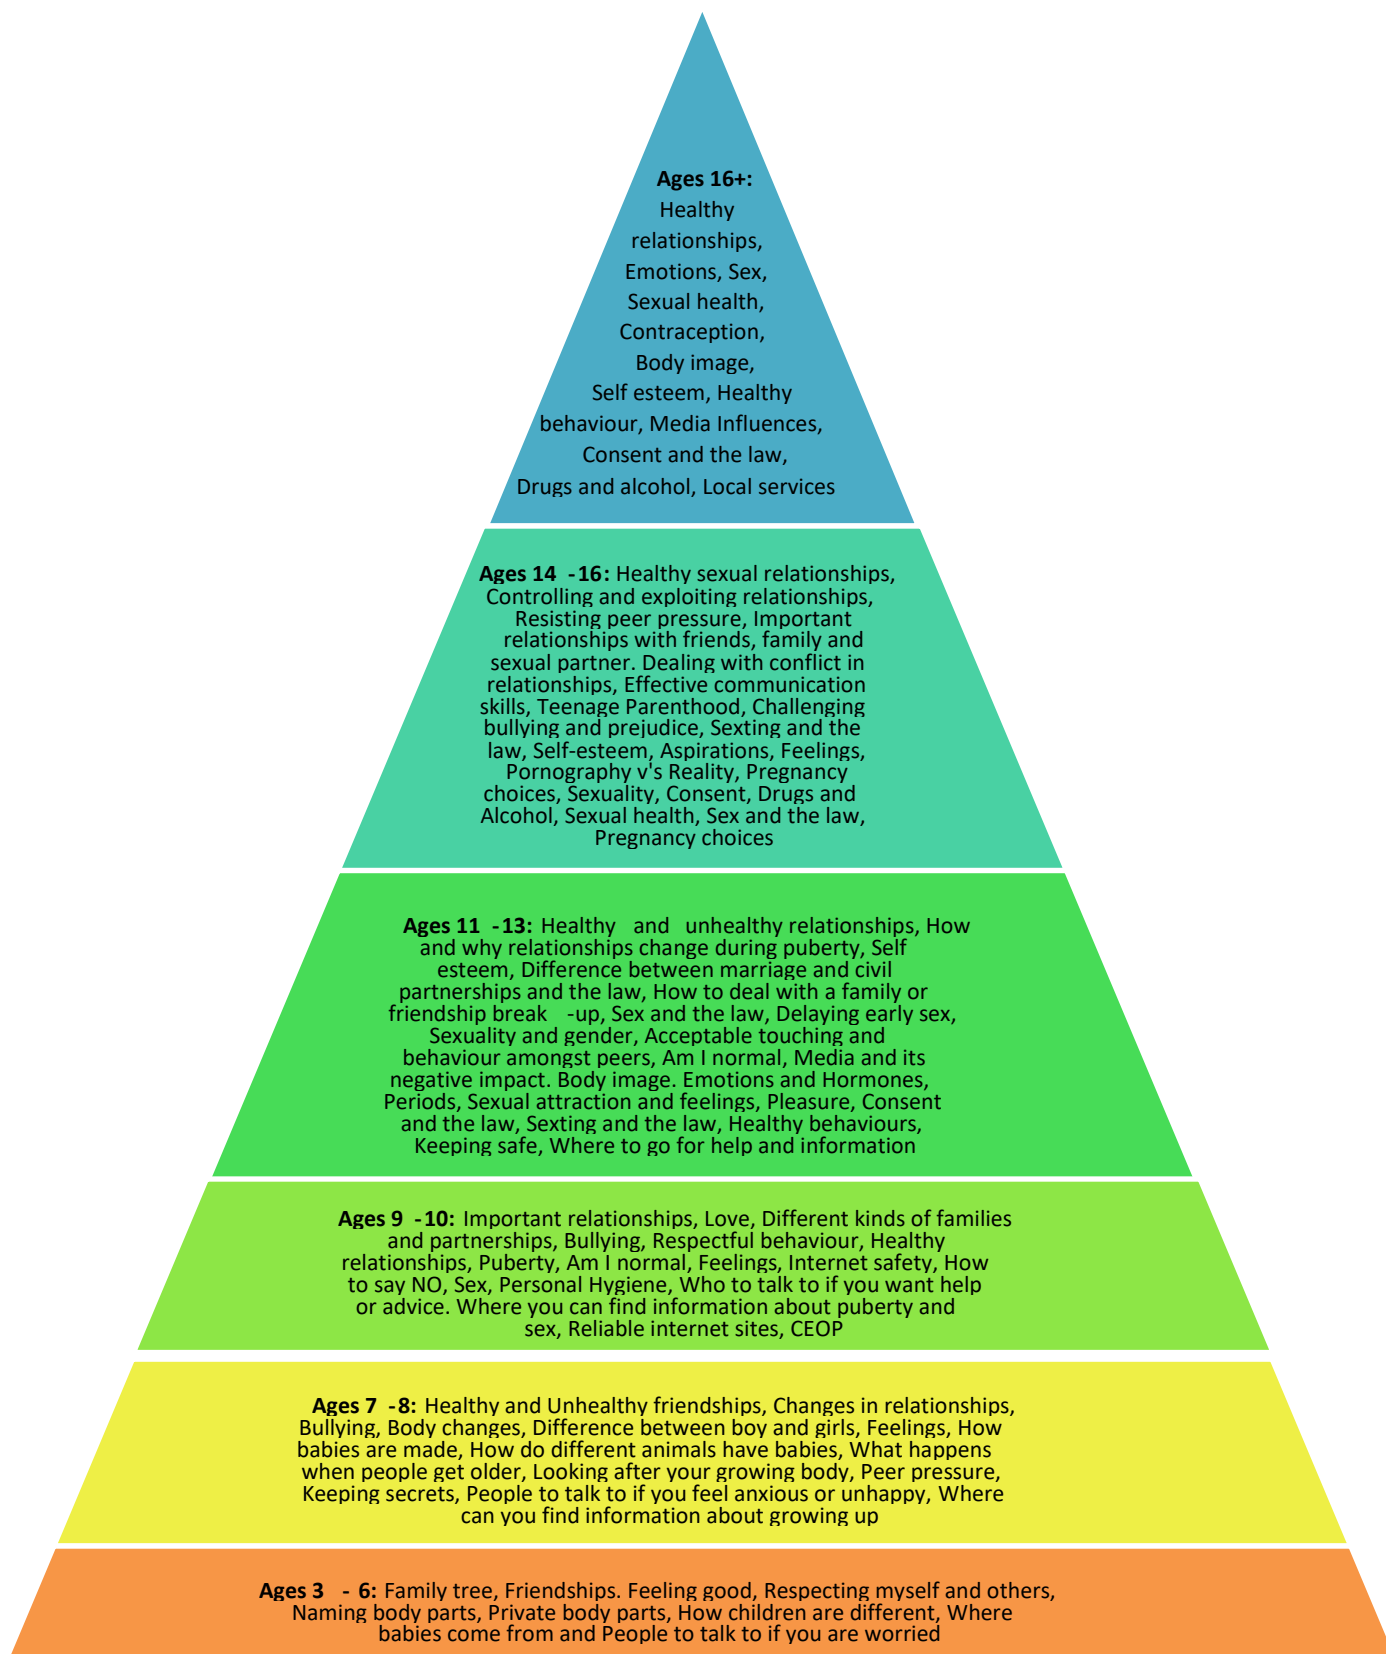 Ages 16+:
Healthy
relationships,
Emotions, Sex,
Sexual health,
Contraception,
Body image,
Self esteem, Healthy
behaviour, Media Influences,
Consent and the law,
Drugs and alcohol, Local services
Ages 14 -16: Healthy sexual relationships,
Controlling and exploiting relationships,
Resisting peer pressure, Important
relationships with friends, family and
sexual partner. Dealing with conflict in
relationships, Effective communication
skills, Teenage Parenthood, Challenging
bullying and prejudice, Sexting and the
law, Self-esteem, Aspirations, Feelings,
Pornography v's Reality, Pregnancy
choices, Sexuality, Consent, Drugs and
Alcohol, Sexual health, Sex and the law,
Pregnancy choices
Ages 11 -13: Healthy and unhealthy relationships, How
and why relationships change during puberty, Self
esteem, Difference between marriage and civil
partnerships and the law, How to deal with a family or
friendship break -up, Sex and the law, Delaying early sex,
Sexuality and gender, Acceptable touching and
behaviour amongst peers, Am I normal, Media and its
negative impact. Body image. Emotions and Hormones,
Periods, Sexual attraction and feelings, Pleasure, Consent
and the law, Sexting and the law, Healthy behaviours,
Keeping safe, Where to go for help and information
Ages 9 -10: Important relationships, Love, Different kinds of families
and partnerships, Bullying, Respectful behaviour, Healthy
relationships, Puberty, Am I normal, Feelings, Internet safety, How
to say NO, Sex, Personal Hygiene, Who to talk to if you want help
or advice. Where you can find information about puberty and
sex, Reliable internet sites, CEOP
Ages 7 -8: Healthy and Unhealthy friendships, Changes in relationships,
Bullying, Body changes, Difference between boy and girls, Feelings, How
babies are made, How do different animals have babies, What happens
when people get older, Looking after your growing body, Peer pressure,
Keeping secrets, People to talk to if you feel anxious or unhappy, Where
can you find information about growing up
Ages 3 - 6: Family tree, Friendships. Feeling good, Respecting myself and others,
Naming body parts, Private body parts, How children are different, Where
babies come from and People to talk to if you are worried